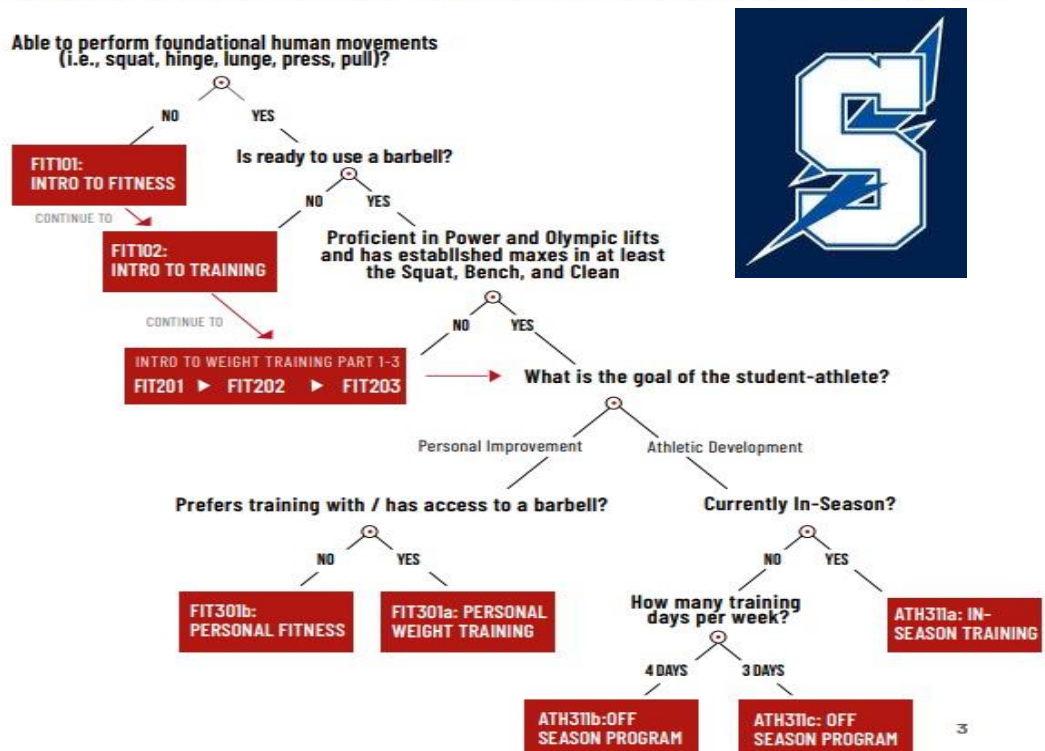 Able to perform foundational human movements
(i.e., squat, hinge, lunge, press, pull)?
NO
YES
FIT101:
INTRO TO FITNESS
Is ready to use a barbell?
CONTINUE TO
NO
YES
FIT102:
INTRO TO TRAINING
Proficient in Power and Olympic lifts
and has established maxes in at least
the Squat, Bench, and Clean
CONTINUE TO
NO
YES
INTRO TO WEIGHT TRAINING PART 1-3
FIT201 ► FIT202 ► FIT203
What is the goal of the student-athlete?
Personal Improvement
Athletic Development
Prefers training with / has access to a barbell?
Currently In-Season?
NO
YES
NO
YES
FIT301b:
PERSONAL FITNESS
FIT301a: PERSONAL
WEIGHT TRAINING
How many training
days per week?
ATH311a: IN-
SEASON TRAINING
4 DAYS
3 DAYS
ATH311b:OFF
SEASON PROGRAM
ATH311c: OFF
SEASON PROGRAM
3
S